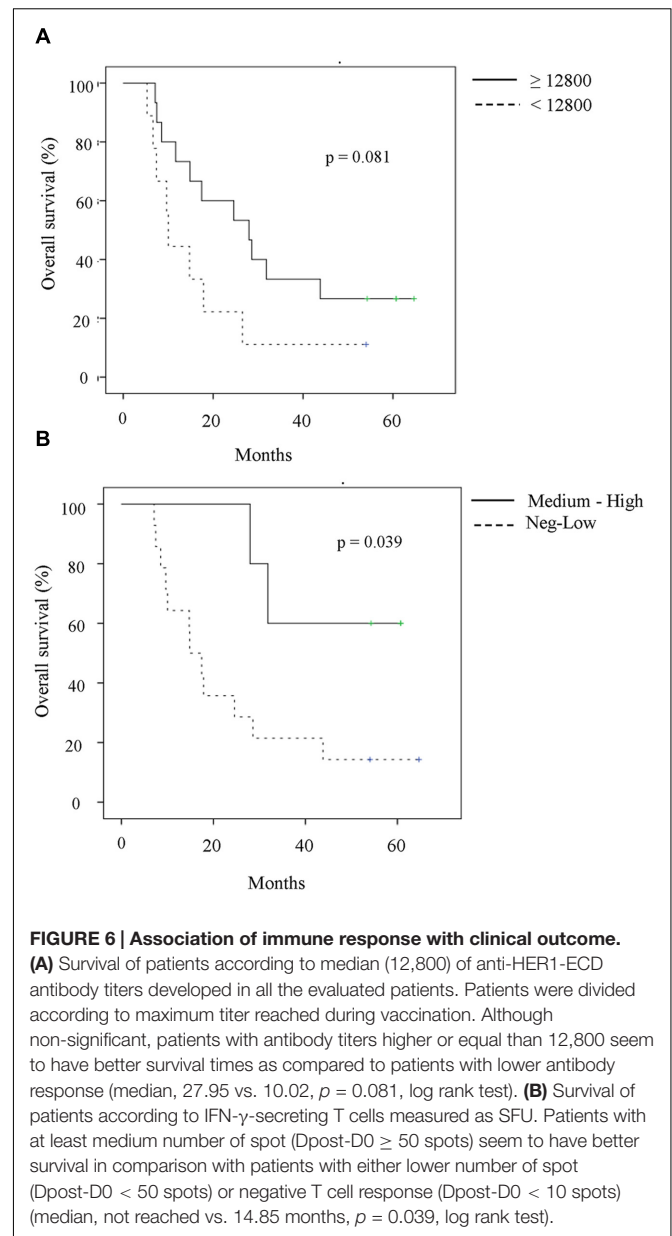 A
100
80
60
40
20
0
Overall survival (%)
p = 0.081
≥ 12800
< 12800
0 20 40 60
Months
B
100
80
60
40
20
0
Overall survival (%)
p = 0.039
Medium - High
Neg-Low
0 20 40 60
Months
FIGURE 6 | Association of immune response with clinical outcome.
(A) Survival of patients according to median (12,800) of anti-HER1-ECD
antibody titers developed in all the evaluated patients. Patients were divided
according to maximum titer reached during vaccination. Although
non-significant, patients with antibody titers higher or equal than 12,800 seem
to have better survival times as compared to patients with lower antibody
response (median, 27.95 vs. 10.02, p = 0.081, log rank test). (B) Survival of
patients according to IFN-γ-secreting T cells measured as SFU. Patients with
at least medium number of spot (Dpost-D0 ≥ 50 spots) seem to have better
survival in comparison with patients with either lower number of spot
(Dpost-D0 < 50 spots) or negative T cell response (Dpost-D0 < 10 spots)
(median, not reached vs. 14.85 months, p = 0.039, log rank test).